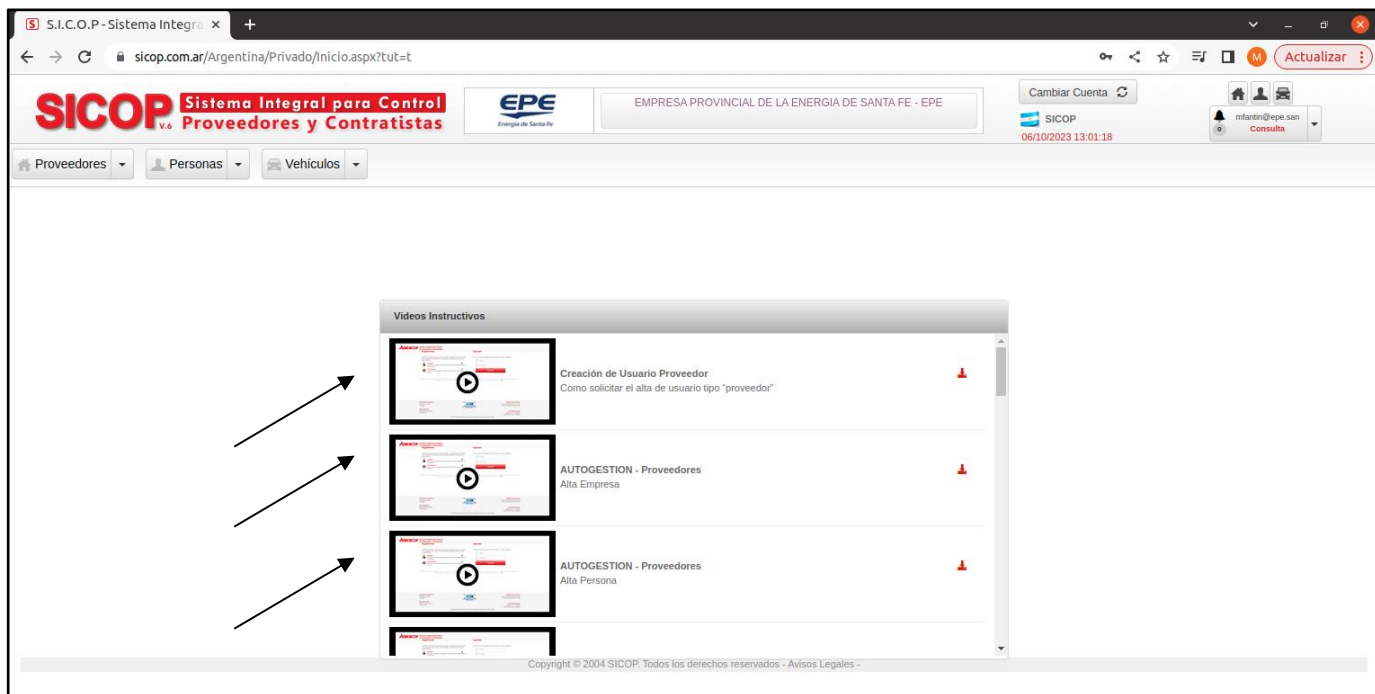 S.I.C.O.P - Sistema Integra
sicop.com.ar/Argentina/Privado/Inicio.aspx?tut=t
M
Actualizar
SICOP v.6
Sistema Integral para Control
Proveedores y Contratistas
EPE
Energía de Santa Fe
EMPRESA PROVINCIAL DE LA ENERGIA DE SANTA FE - EPE
Cambiar Cuenta
SICOP
06/10/2023 13:01:18
0
mfantin@epe.san
Consulta
Proveedores
Personas
Vehículos
Videos Instructivos
Creación de Usuario Proveedor
Como solicitar el alta de usuario tipo “proveedor”
AUTOGESTION - Proveedores
Alta Empresa
AUTOGESTION - Proveedores
Alta Persona
Copyright © 2004 SICOP. Todos los derechos reservados - Avisos Legales -